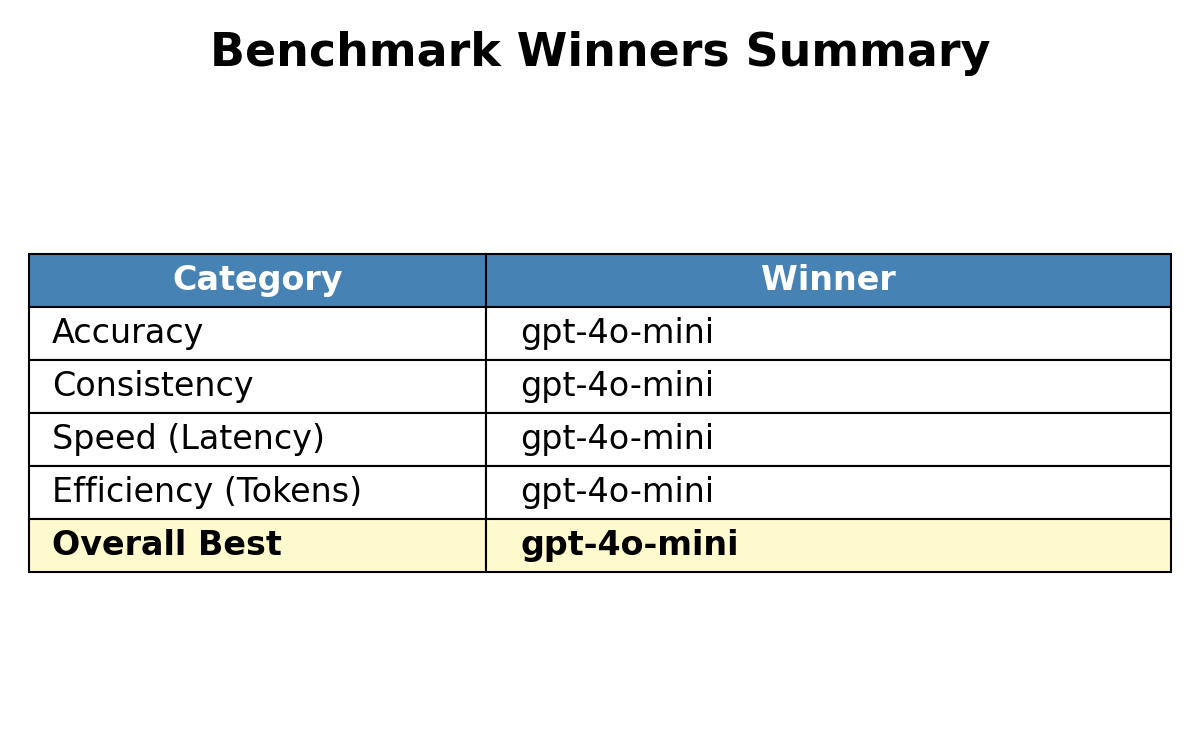 Benchmark Winners Summary
Category Winner
Accuracy gpt-4o-mini
Consistency gpt-4o-mini
Speed (Latency) gpt-4o-mini
Efficiency (Tokens) gpt-4o-mini
Overall Best gpt-4o-mini